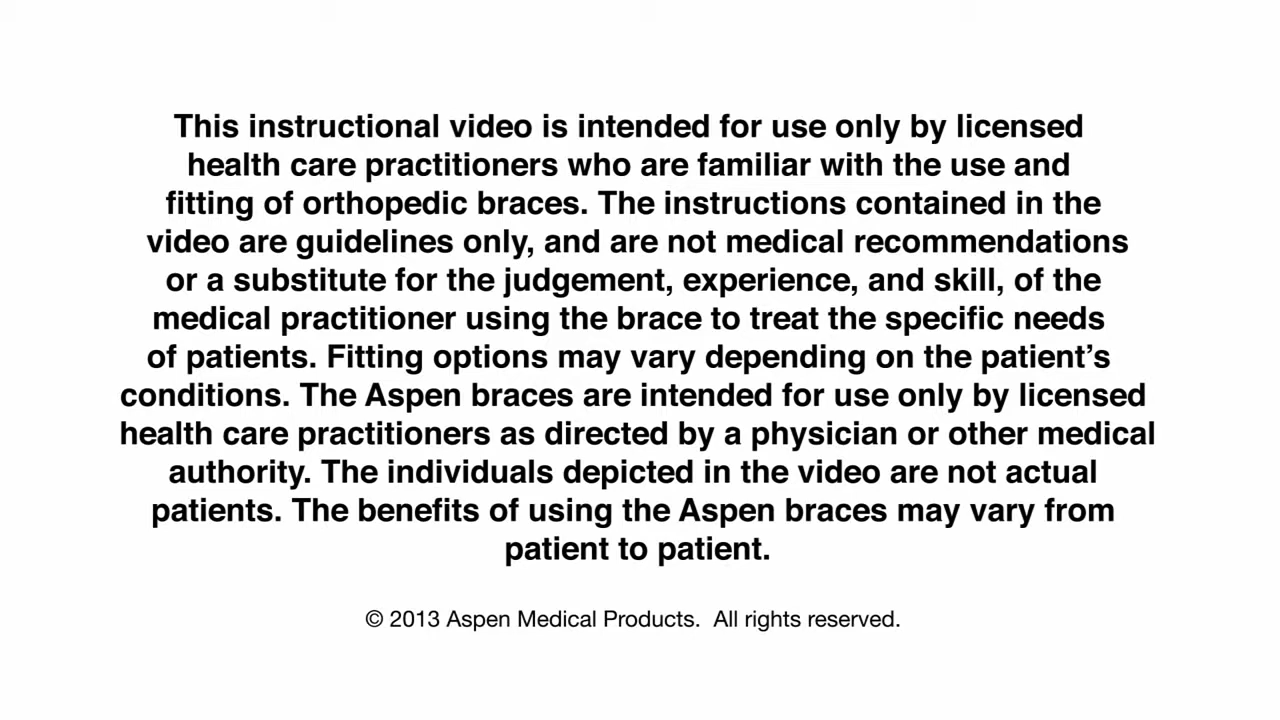 This instructional video is intended for use only by licensed
health care practitioners who are familiar with the use and
fitting of orthopedic braces. The instructions contained in the
video are guidelines only, and are not medical recommendations
or a substitute for the judgement, experience, and skill, of the
medical practitioner using the brace to treat the specific needs
of patients. Fitting options may vary depending on the patient’s
conditions. The Aspen braces are intended for use only by licensed
health care practitioners as directed by a physician or other medical
authority. The individuals depicted in the video are not actual
patients. The benefits of using the Aspen braces may vary from
patient to patient.
© 2013 Aspen Medical Products.  All rights reserved.